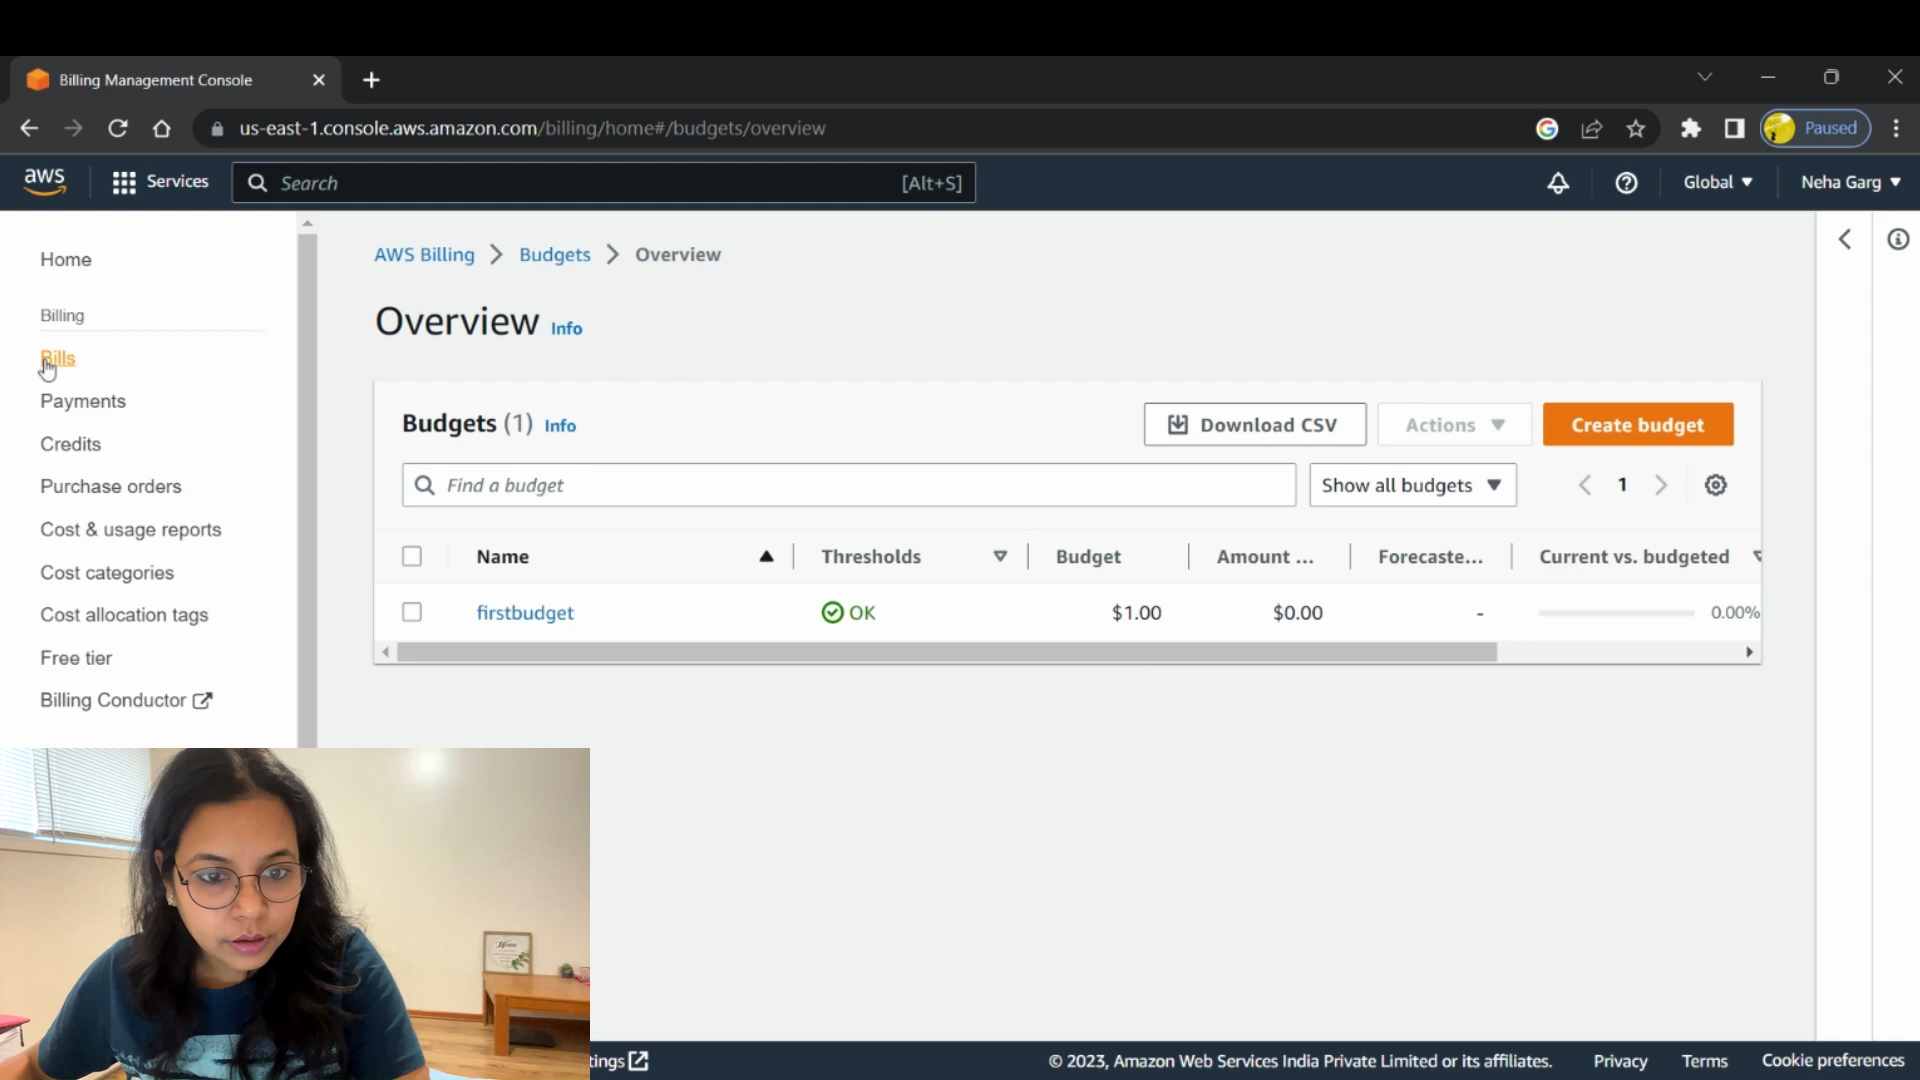 Billing Management Console
us-east-1.console.aws.amazon.com/billing/home#/budgets/overview
Paused
aws
Services
Search
[Alt+S]
Global
Neha Garg
Home
Billing
Bills
Payments
Credits
Purchase orders
Cost & usage reports
Cost categories
Cost allocation tags
Free tier
Billing Conductor
AWS Billing
Budgets
Overview
Overview Info
Budgets (1) Info
Download CSV
Actions
Create budget
Find a budget
Show all budgets
1
Name
Thresholds
Budget
Amount ...
Forecaste...
Current vs. budgeted
firstbudget
OK
$1.00
$0.00
-
0.00%
Home
tings
© 2023, Amazon Web Services India Private Limited or its affiliates.
Privacy
Terms
Cookie preferences